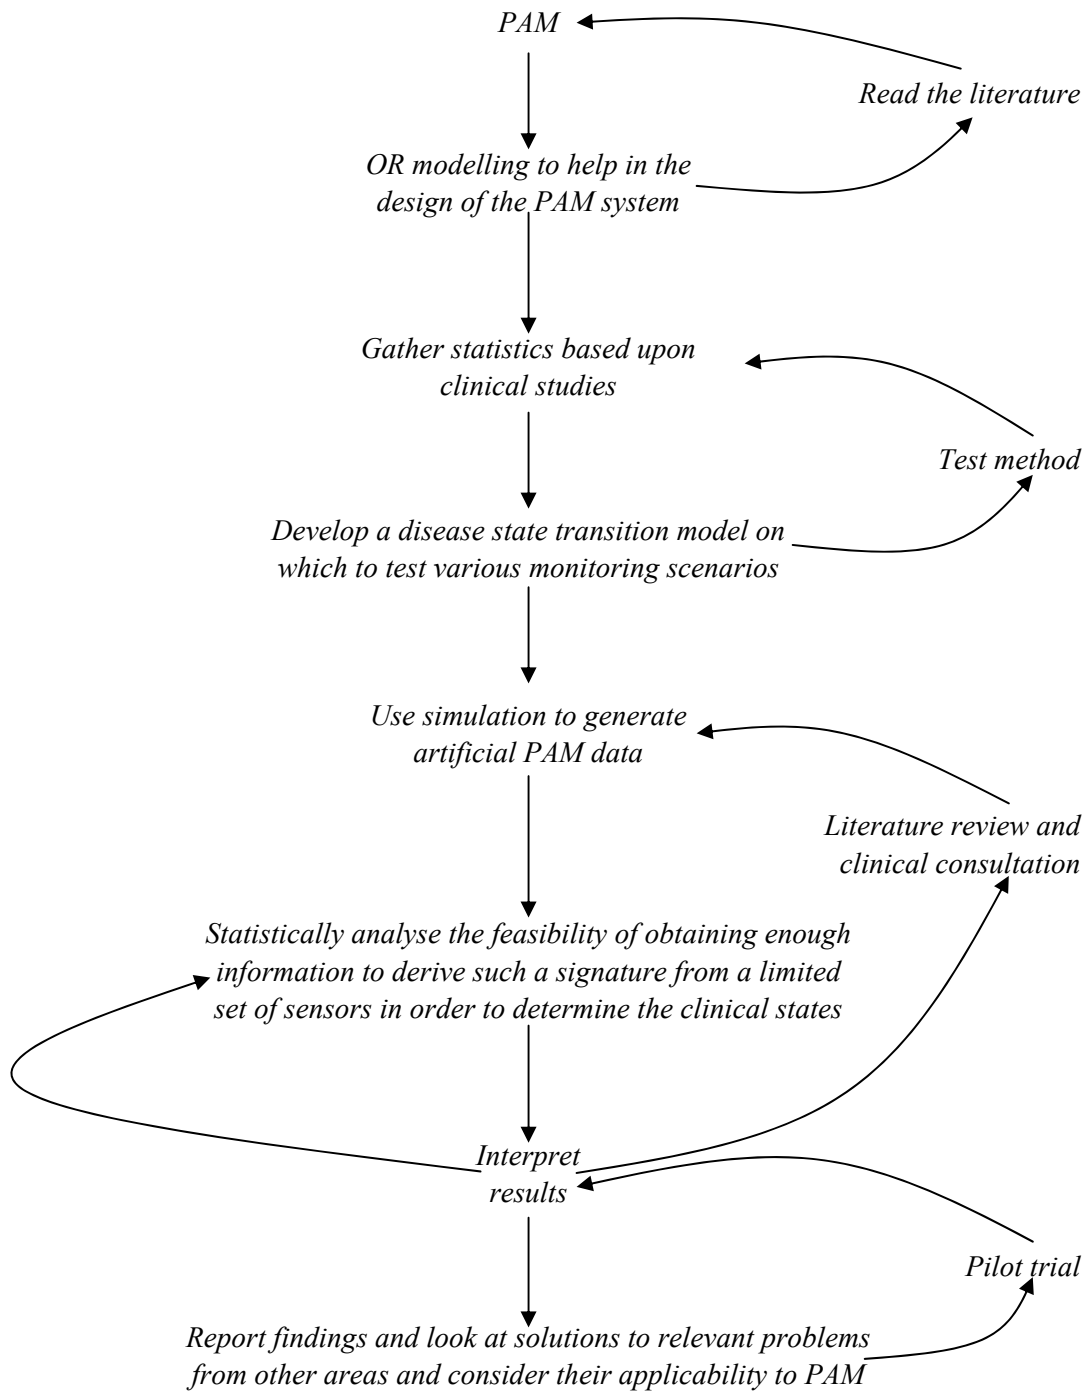 PAM
Read the literature
OR modelling to help in the
design of the PAM system
Gather statistics based upon
clinical studies
Test method
Develop a disease state transition model on
which to test various monitoring scenarios
Use simulation to generate
artificial PAM data
Literature review and
clinical consultation
Statistically analyse the feasibility of obtaining enough
information to derive such a signature from a limited
set of sensors in order to determine the clinical states
Interpret
results
Pilot trial
Report findings and look at solutions to relevant problems
from other areas and consider their applicability to PAM